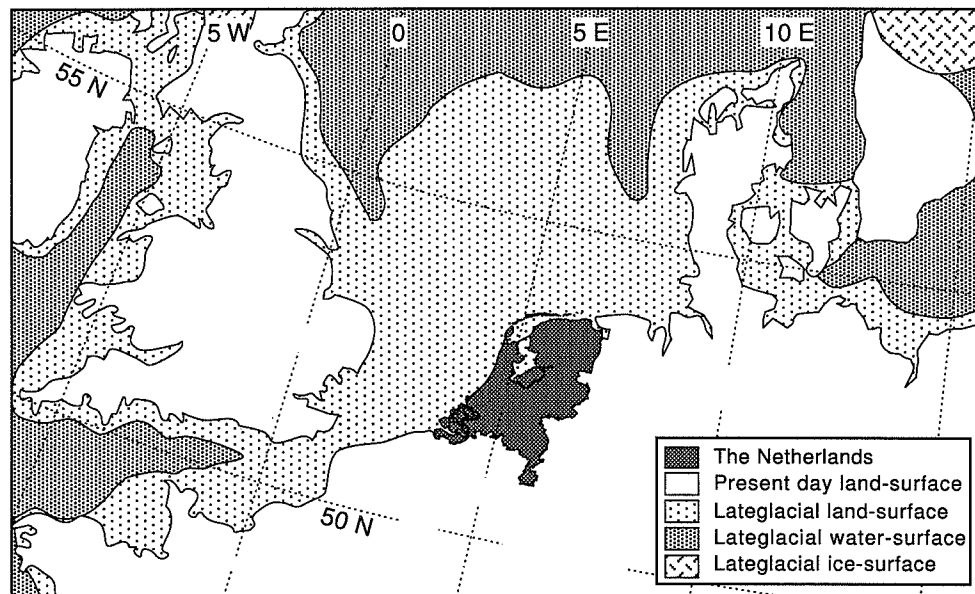 5 W
0
5 E
10 E
55 N
50 N
The Netherlands
Present day land-surface
Lateglacial land-surface
Lateglacial water-surface
Lateglacial ice-surface